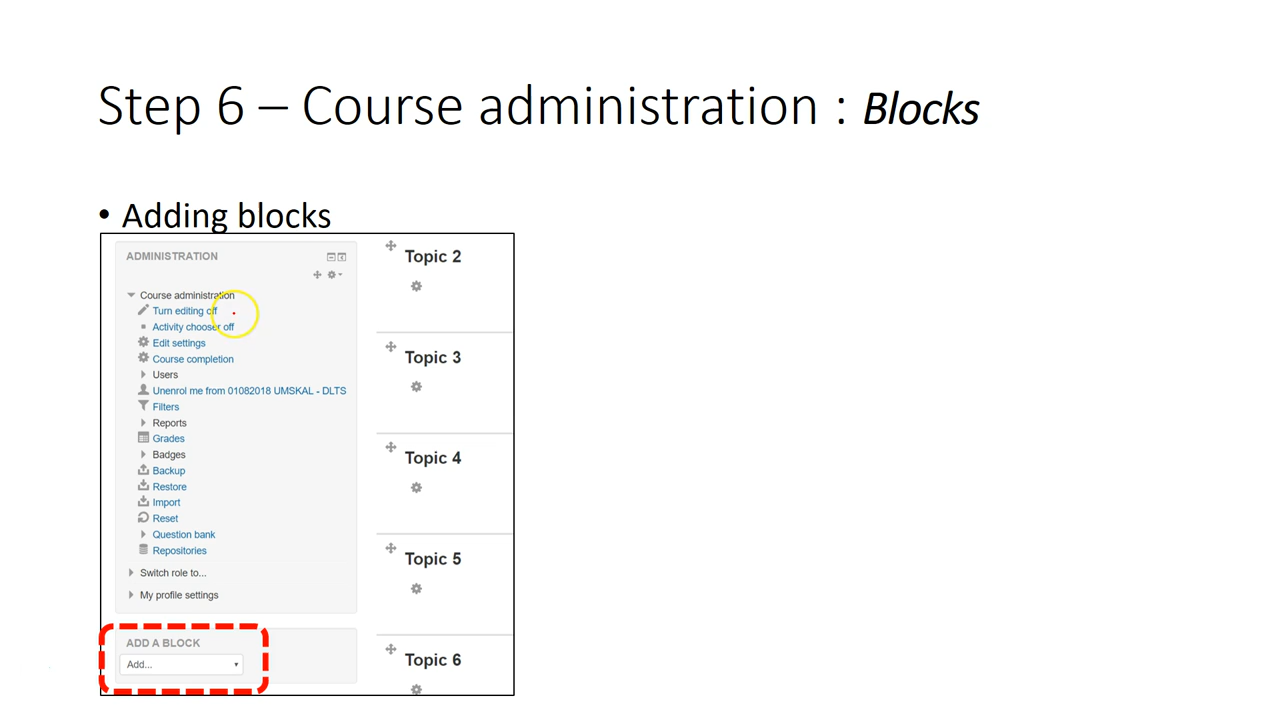 Step 6 – Course administration : Blocks
• Adding blocks
ADMINISTRATION
Course administration
Turn editing off
Activity chooser off
Edit settings
Course completion
Users
Unenrol me from 01082018 UMSKAL - DLTS
Filters
Reports
Grades
Badges
Backup
Restore
Import
Reset
Question bank
Repositories
Switch role to...
My profile settings
ADD A BLOCK
Add...
Topic 2
Topic 3
Topic 4
Topic 5
Topic 6